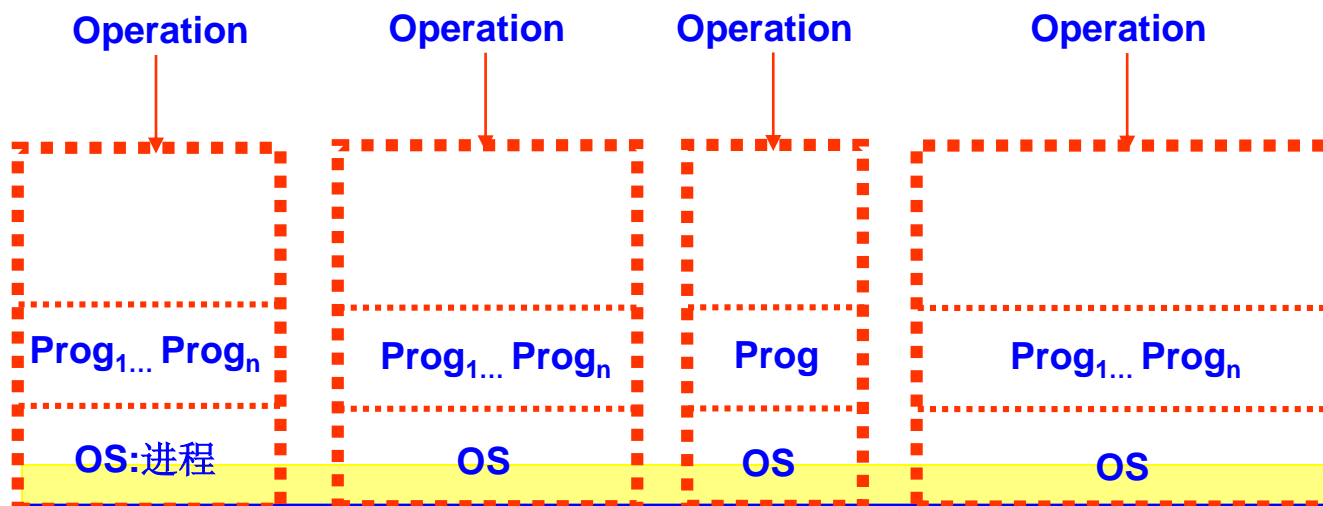 Operation Operation Operation Operation
Prog1... Progn Prog1... Progn Prog Prog1... Progn
OS:进程 OS OS OS